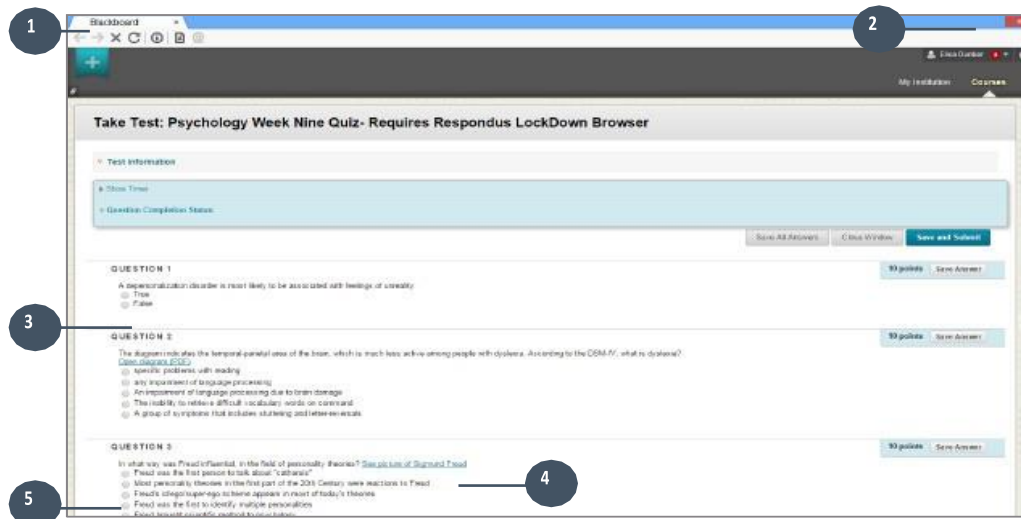 Blackboard
1
2
Erica Dunbar
My Institution Courses
Take Test: Psychology Week Nine Quiz- Requires Respondus LockDown Browser
Test Information
Show Timer
Question Completion Status:
Save All Answers Close Window Save and Submit
QUESTION 1
10 points Save Answer
A depersonalization disorder is most likely to be associated with feelings of unreality
True
False
3
QUESTION 2
10 points Save Answer
The diagram indicates the temporal-parietal area of the brain, which is much less active among people with dyslexia. According to the DSM-IV, what is dyslexia?
Open diagram (PDF)
specific problems with reading
any impairment of language processing
An impairment of language processing due to brain damage
The inability to retrieve difficult vocabulary words on command
A group of symptoms that includes stuttering and letter-reversals
QUESTION 3
10 points Save Answer
In what way was Freud influential, in the field of personality theories? See picture of Sigmund Freud
Freud was the first person to talk about "catharsis"
Most personality theories in the first part of the 20th Century were reactions to Freud
4
Freud's id/ego/super-ego scheme appears in most of today's theories
5
Freud was the first to identify multiple personalities
Freud brought scientific method to psychology